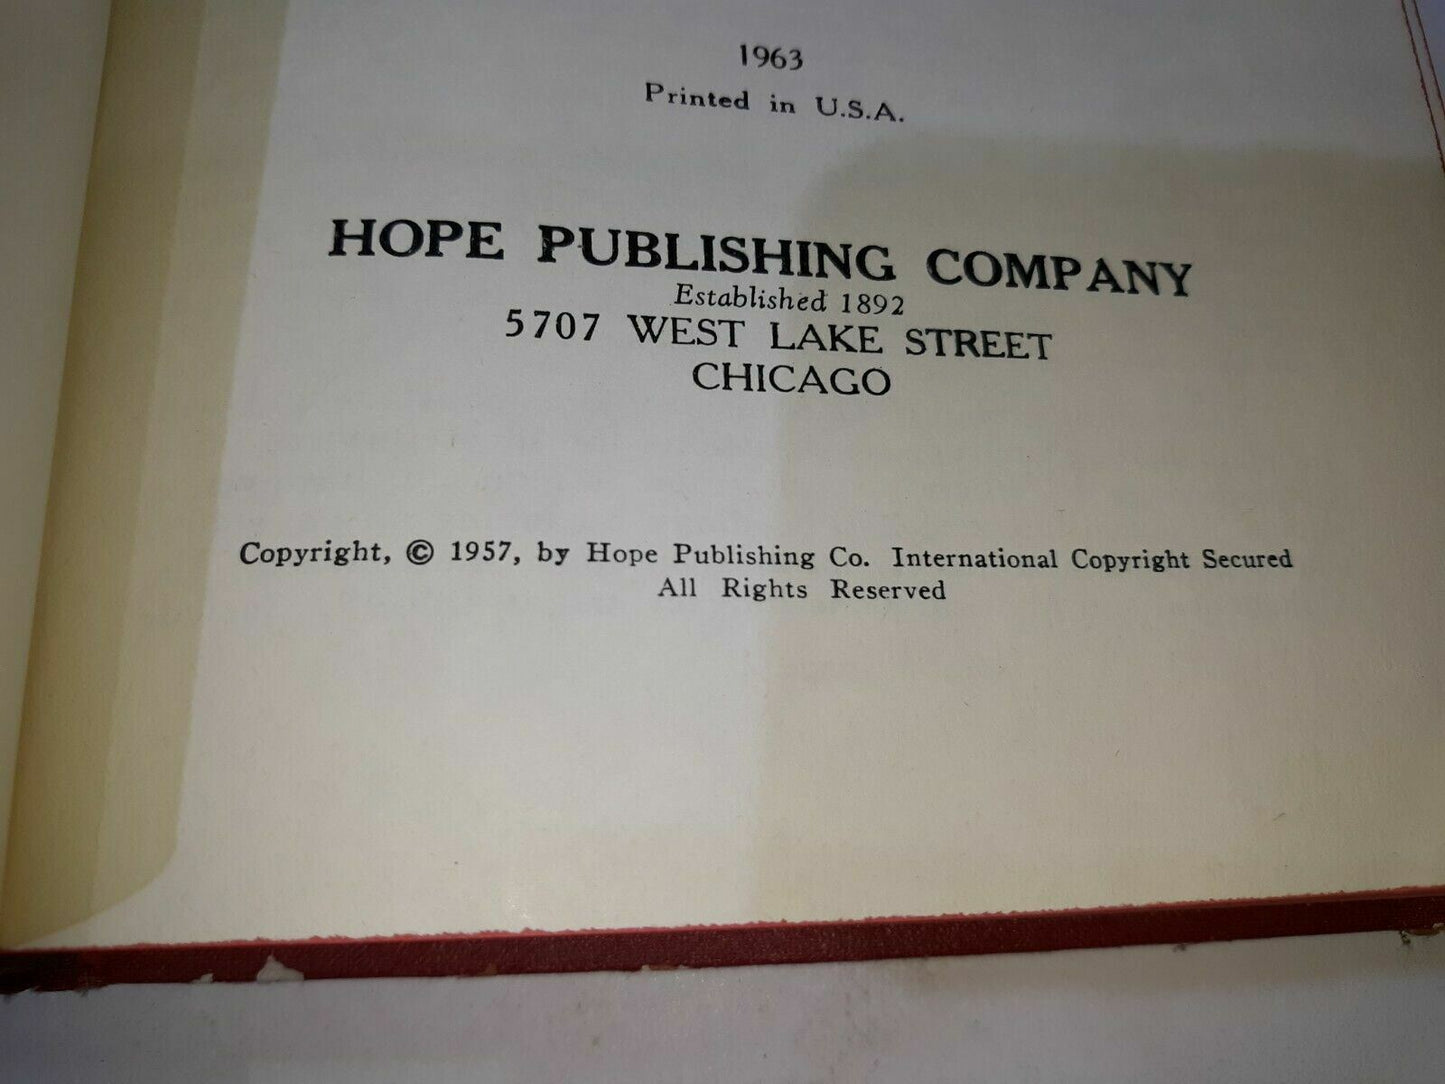 1963
Printed in U.S.A.
HOPE PUBLISHING COMPANY
Established 1892
5707 WEST LAKE STREET
CHICAGO
Copyright, © 1957, by Hope Publishing Co. International Copyright Secured
All Rights Reserved